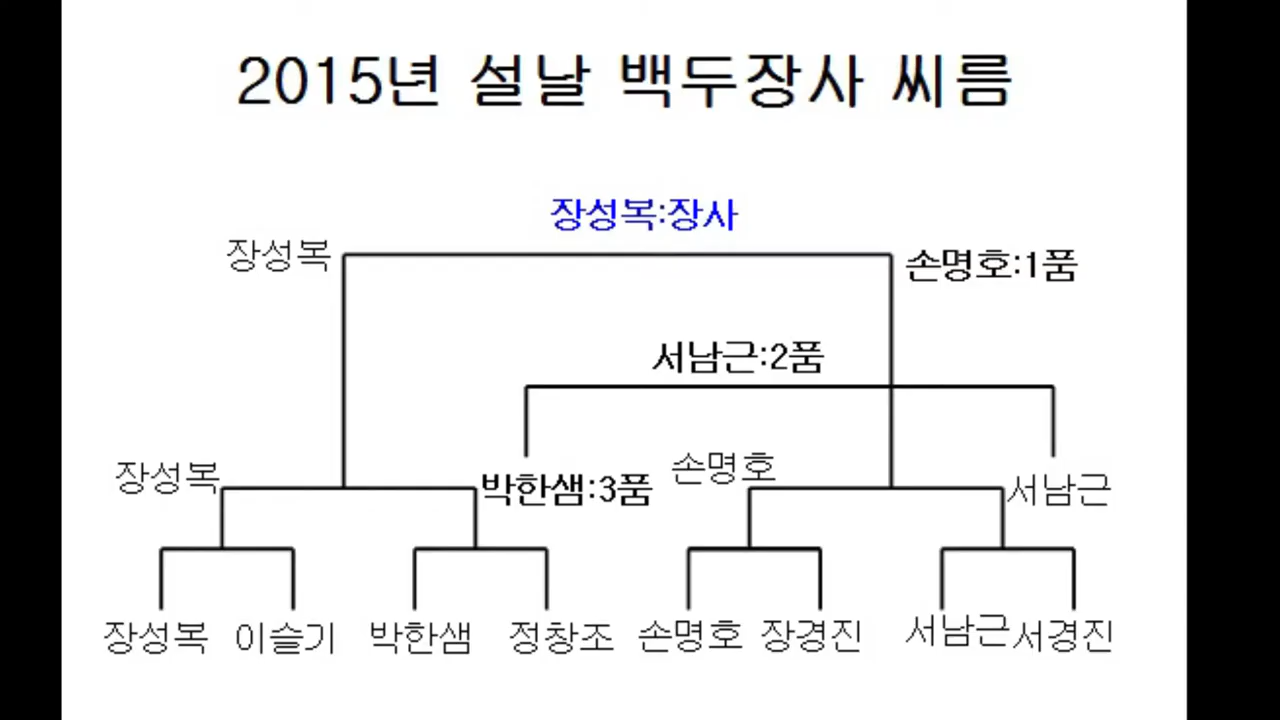 2015년 설날 백두장사 씨름
장성복:장사
장성복
손명호:1품
서남근:2품
장성복
박한샘:3품
손명호
서남근
장성복 이슬기 박한샘 정창조 손명호 장경진 서남근 서경진